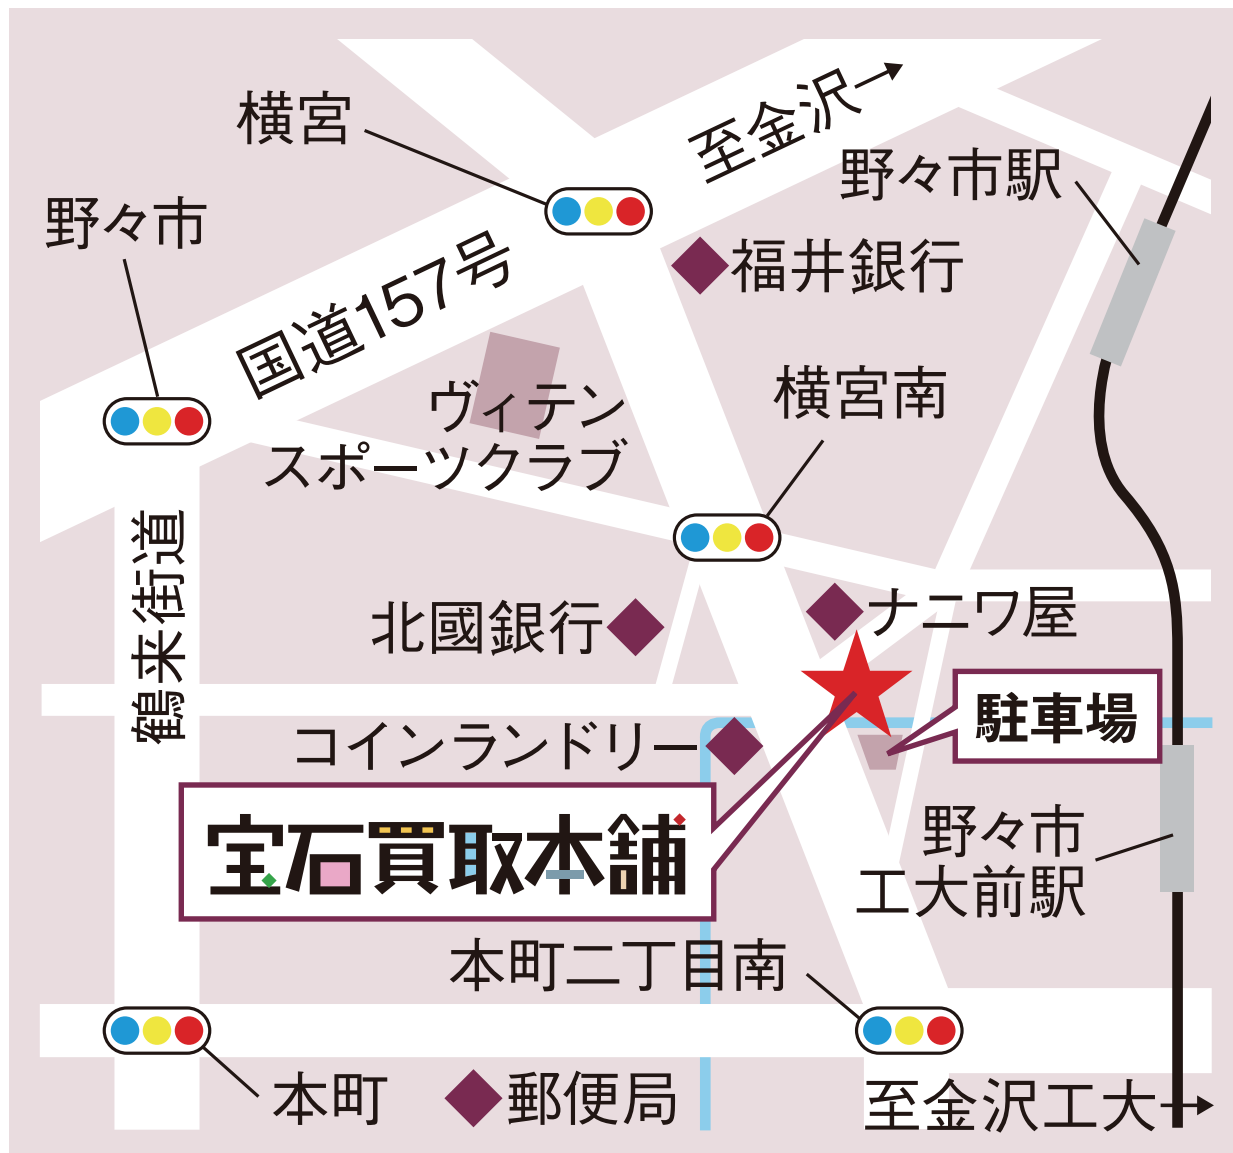 横宮
至金沢
野々市駅
野々市
福井銀行
国道157号
ヴィテン
スポーツクラブ
横宮南
鶴来街道
北國銀行
ナニワ屋
駐車場
コインランドリー
宝石買取本舗
野々市
工大前駅
本町二丁目南
本町
郵便局
至金沢工大